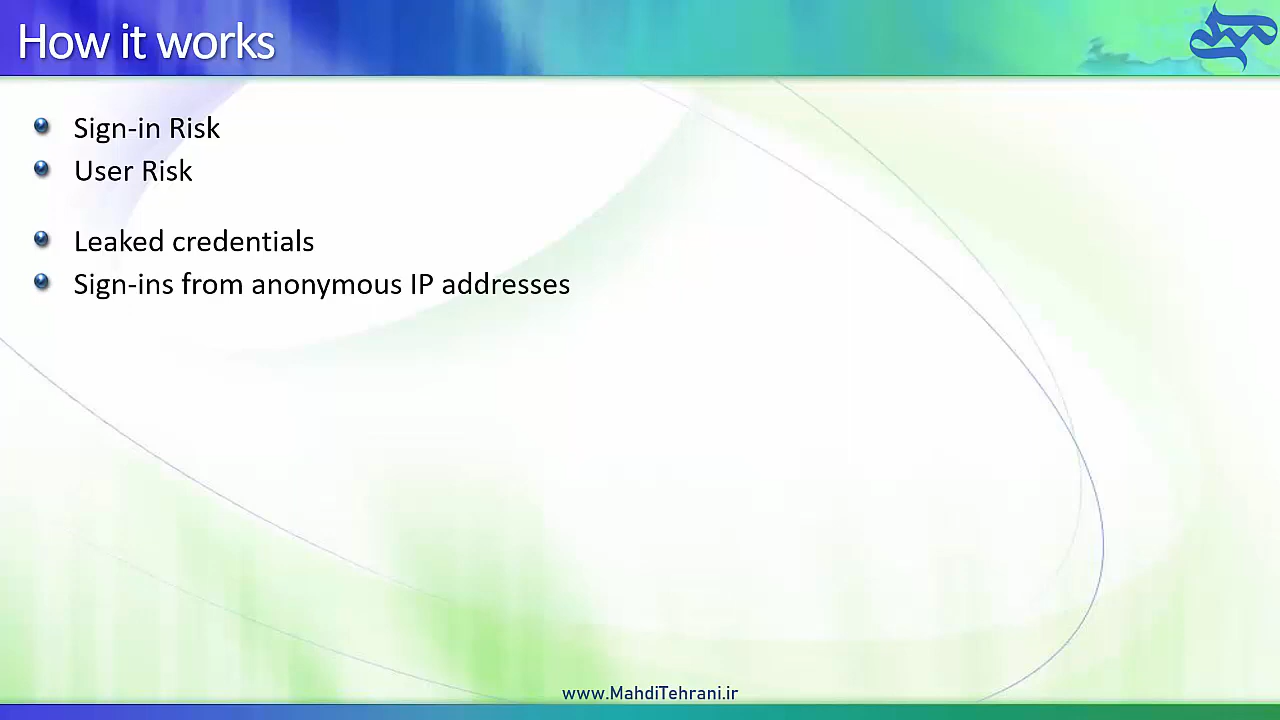 How it works
Sign-in Risk
User Risk
Leaked credentials
Sign-ins from anonymous IP addresses
www.MahdiTehrani.ir